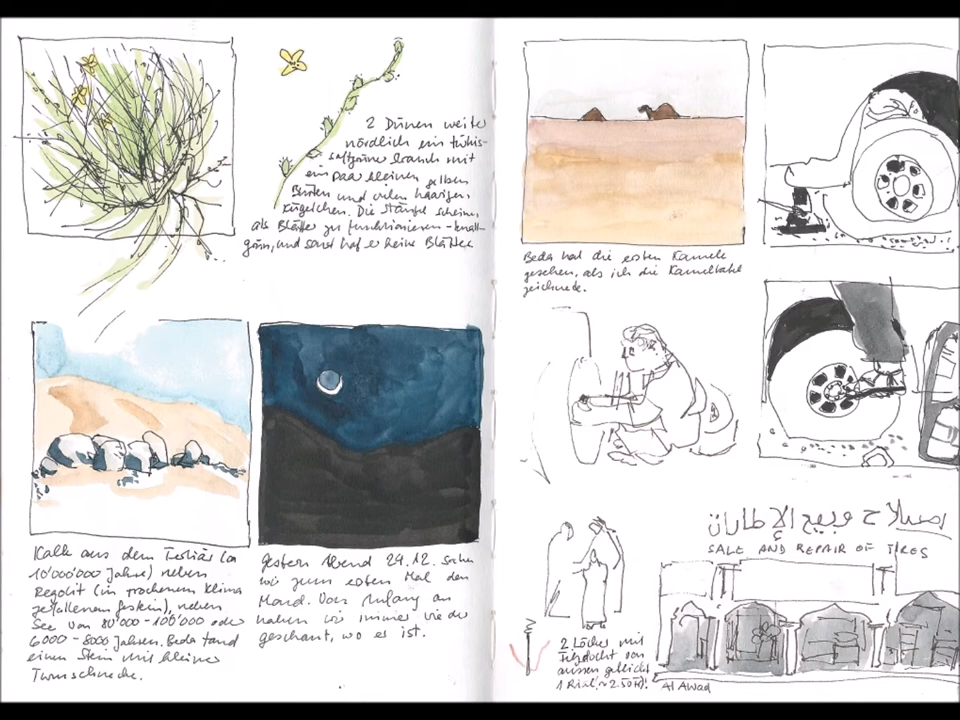 2 Dünen weiter
nördlich ein
saftgrüner Strauch mit
ein paar kleinen gelben
Blüten und vielen haarigen
Kügelchen. Die Stängel scheinen
als Blätter zu funktionieren - knall-
grün, und sonst hat er keine Blätter
Kalk aus dem Tertiär (ca
10'000'000 Jahre) neben
Regolit (in trockenem Klima
zerfallenem Gestein), neben
See von 80'000-100'000 oder
6000-8000 Jahren. Beda fand
einen Stein mit kleiner
Turmschnecke.
Gestern Abend 24.12. sahen
wir zum ersten Mal den
Mond. Von Anfang an
haben wir immer wieder
geschaut, wo er ist.
Beda hat die ersten Kamele
gesehen, als ich die
zeichnete.
إصلاح وبيع الإطارات
SALE AND REPAIR OF TIRES
2 Löcher mit
von
aussen geflickt
1 Rial, ~2.50 Fr!
Al Awad